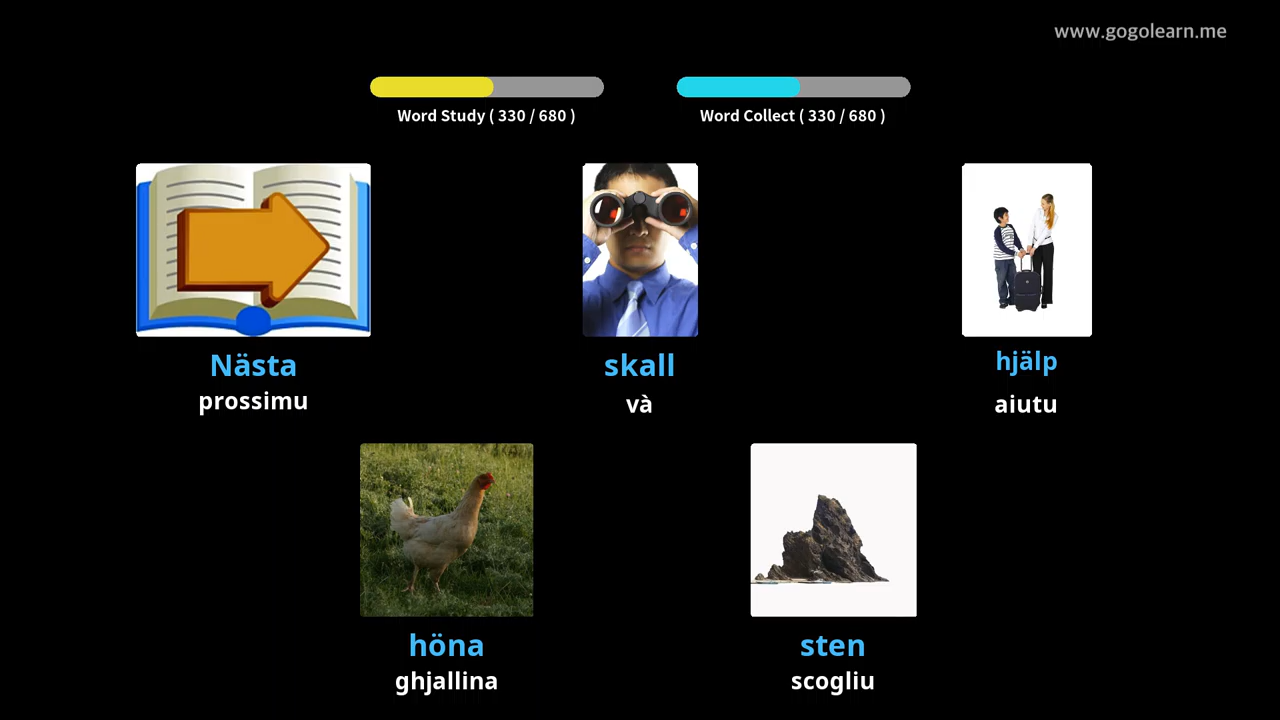 www.gogolearn.me
Word Study ( 330 / 680 )
Word Collect ( 330 / 680 )
Nästa
prossimu
skall
và
hjälp
aiutu
höna
ghjallina
sten
scogliu